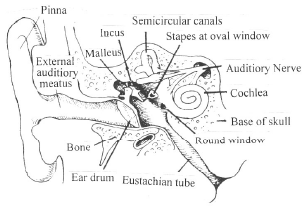 Pinna
Semicircular canals
Incus
Stapes at oval window
Malleus
External
auditiory
meatus
Auditiory Nerve
Cochlea
Base of skull
Round window
Bone
Ear drum
Eustachian tube